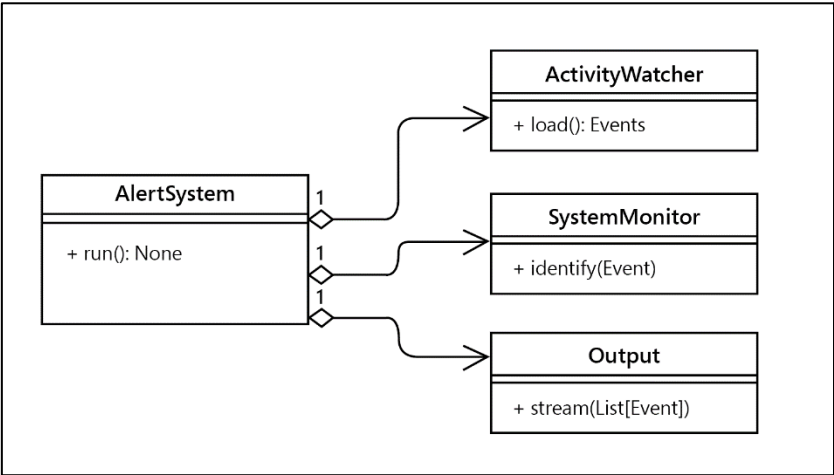 AlertSystem
+ run(): None
1
1
1
ActivityWatcher
+ load(): Events
SystemMonitor
+ identify(Event)
Output
+ stream(List[Event])